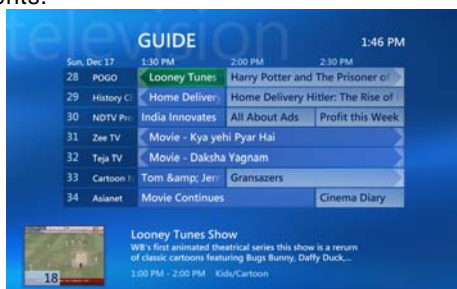 onts.
television
GUIDE 1:46 PM
Sun, Dec 17 1:30 PM 2:00 PM 2:30 PM
28 POGO Looney Tunes Harry Potter and The Prisoner of
29 History C Home Delivery Home Delivery Hitler: The Rise of
30 NDTV Pro India Innovates All About Ads Profit this Week
31 Zee TV Movie - Kya yehi Pyar Hai
32 Teja TV Movie - Daksha Yagnam
33 Cartoon N Tom &amp; Jerr Gransazers
34 Asianet Movie Continues Cinema Diary
Looney Tunes Show
WB's first animated theatrical series this show is a rerurn
of classic cartoons featuring Bugs Bunny, Daffy Duck,...
1:00 PM - 2:00 PM Kids/Cartoon
18